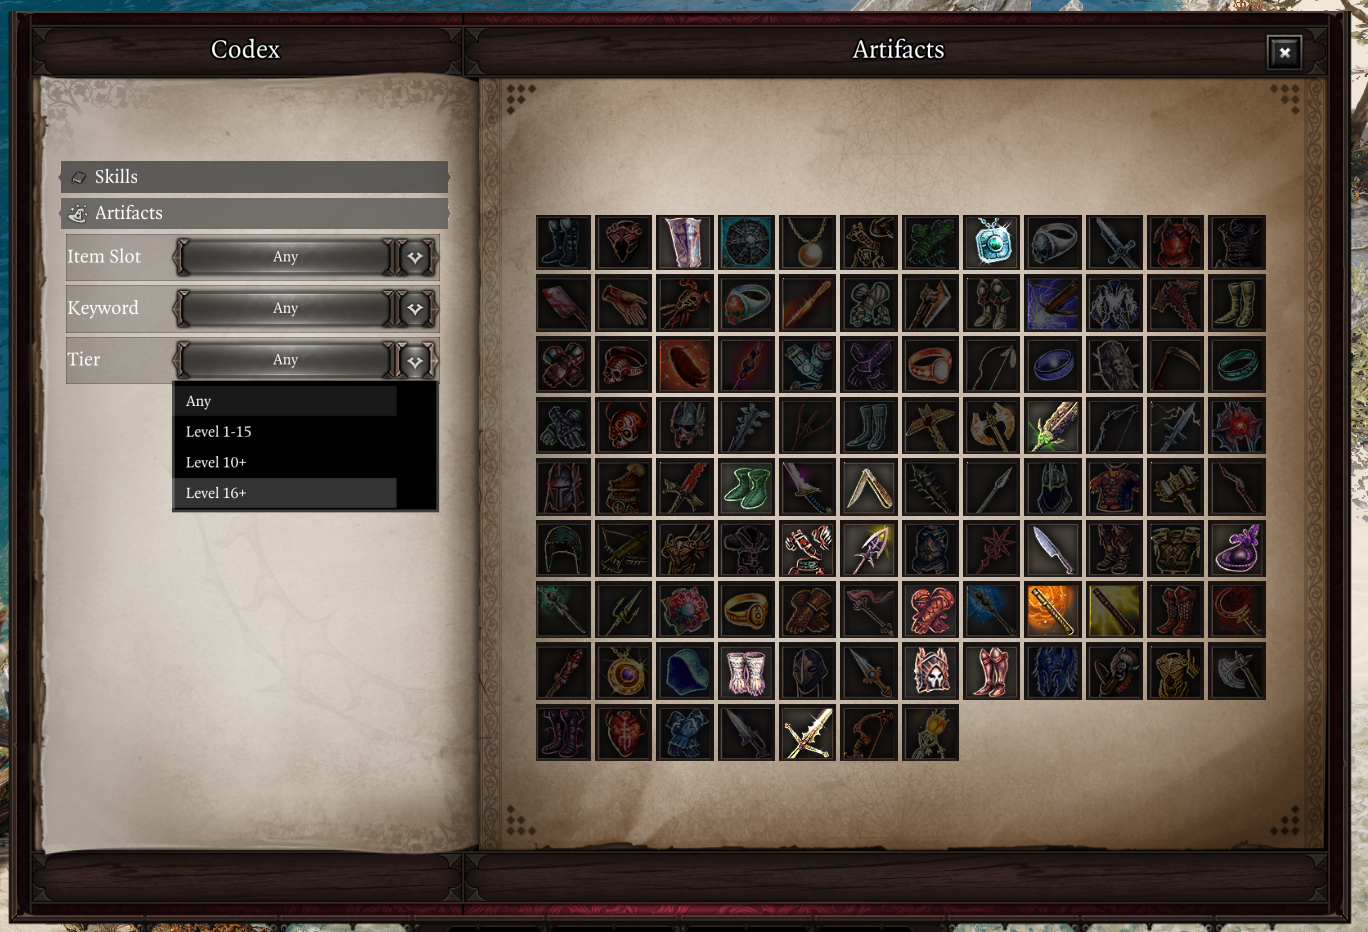 Codex
Artifacts
Skills
Artifacts
Item Slot
Any
Keyword
Any
Tier
Any
Any
Level 1-15
Level 10+
Level 16+